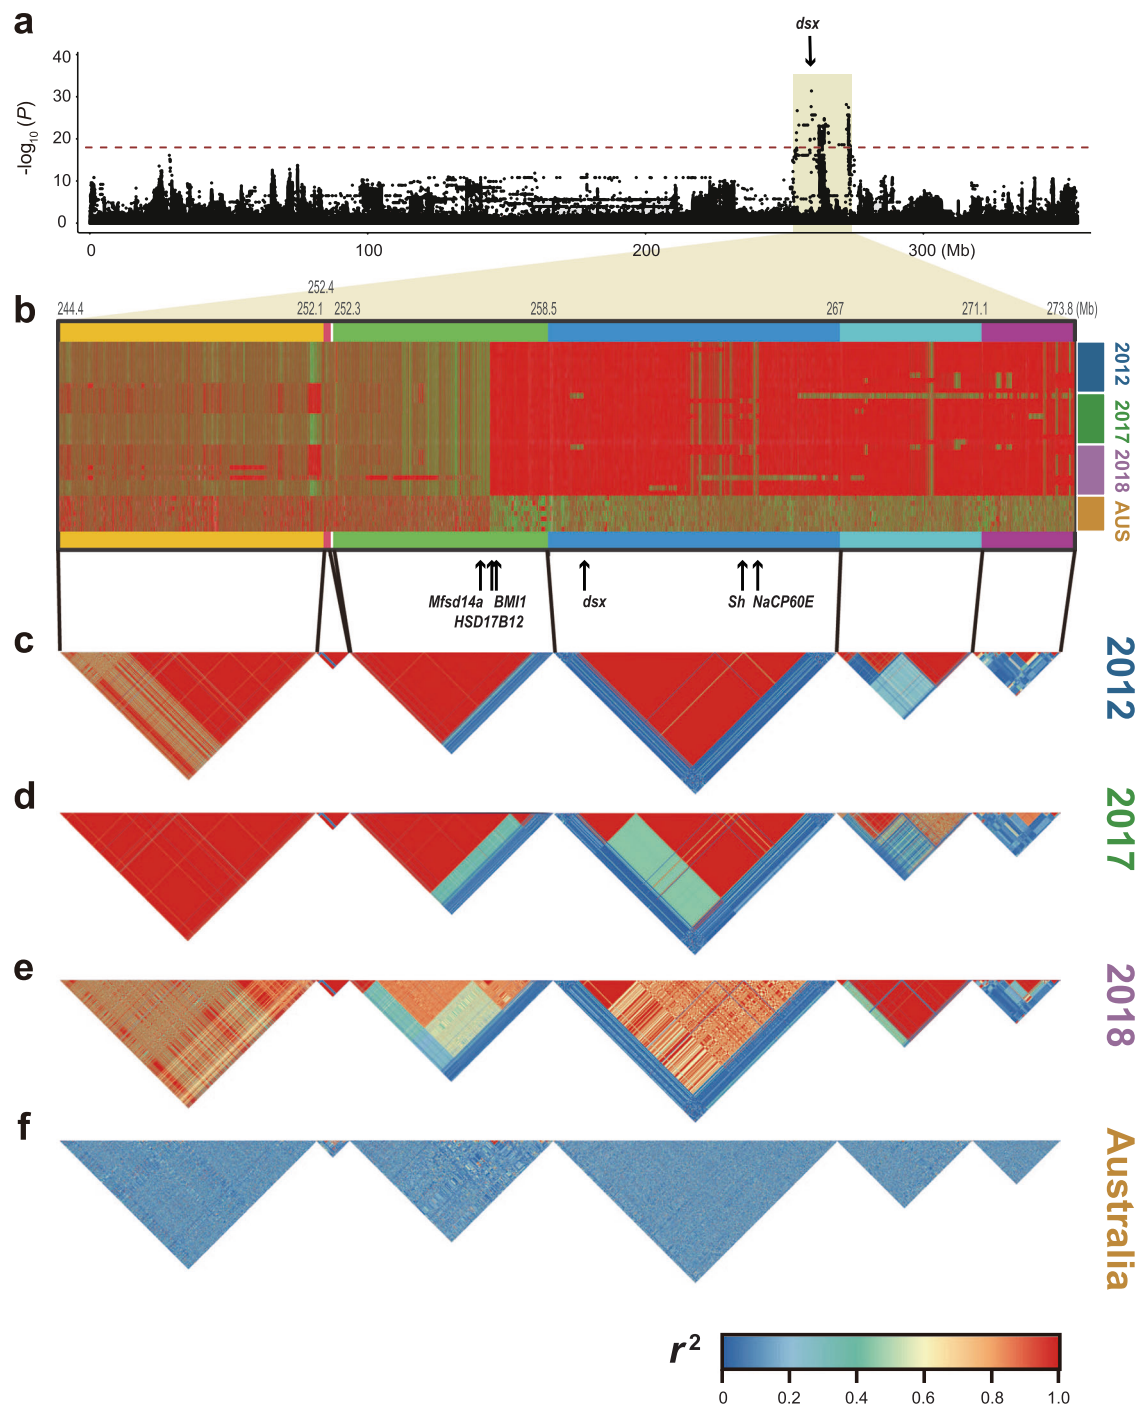 a
dsx
40
30
20
10
0
-log10 (P)
0 100 200 300 (Mb)
b
252.4
244.4 252.1 252.3 258.5 267 271.1 273.8 (Mb)
2012
2017
2018
AUS
Mfsd14a BMI1 dsx Sh NaCP60E
HSD17B12
c
2012
d
2017
e
2018
f
Australia
r2
0 0.2 0.4 0.6 0.8 1.0